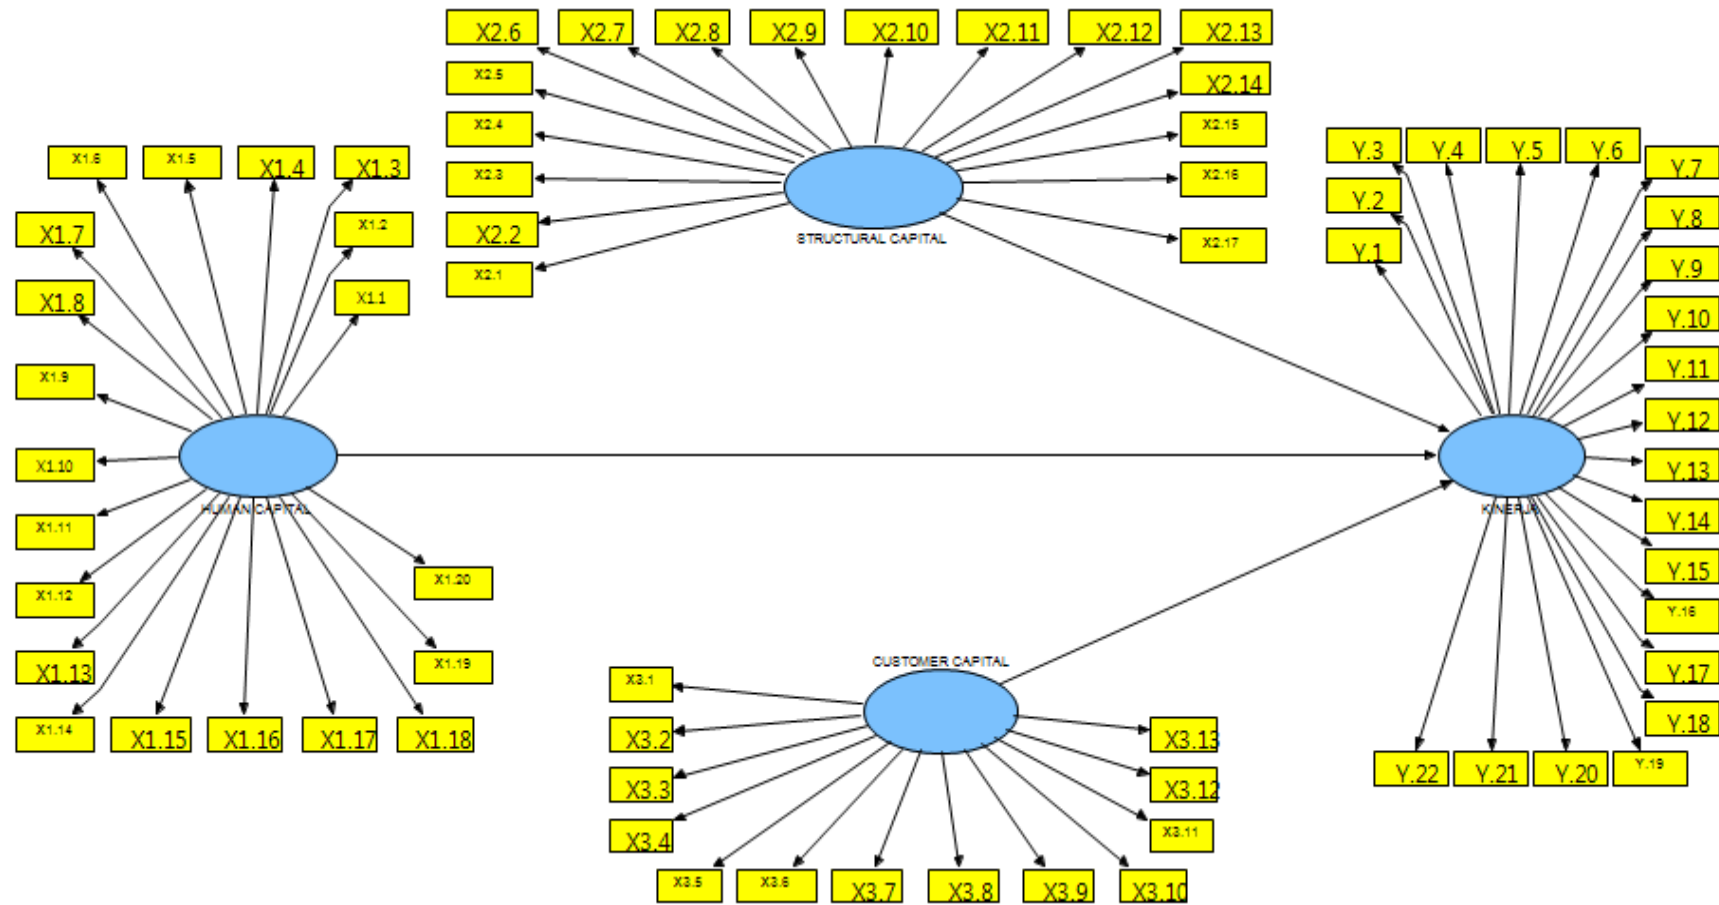 X2.6
X2.7
X2.8
X2.9
X2.10
X2.11
X2.12
X2.13
X2.5
X2.14
X2.4
X2.15
X2.3
X2.16
X2.2
X2.17
X2.1
STRUCTURAL CAPITAL
X1.6
X1.5
X1.4
X1.3
X1.7
X1.2
X1.8
X1.1
X1.9
X1.10
X1.11
X1.12
X1.13
X1.14
X1.15
X1.16
X1.17
X1.18
X1.19
X1.20
HUMAN CAPITAL
Y.3
Y.4
Y.5
Y.6
Y.7
Y.2
Y.8
Y.1
Y.9
Y.10
Y.11
Y.12
Y.13
Y.14
Y.15
Y.16
Y.17
Y.18
Y.22
Y.21
Y.20
Y.19
KINERJA
CUSTOMER CAPITAL
X3.1
X3.2
X3.3
X3.4
X3.5
X3.6
X3.7
X3.8
X3.9
X3.10
X3.11
X3.12
X3.13